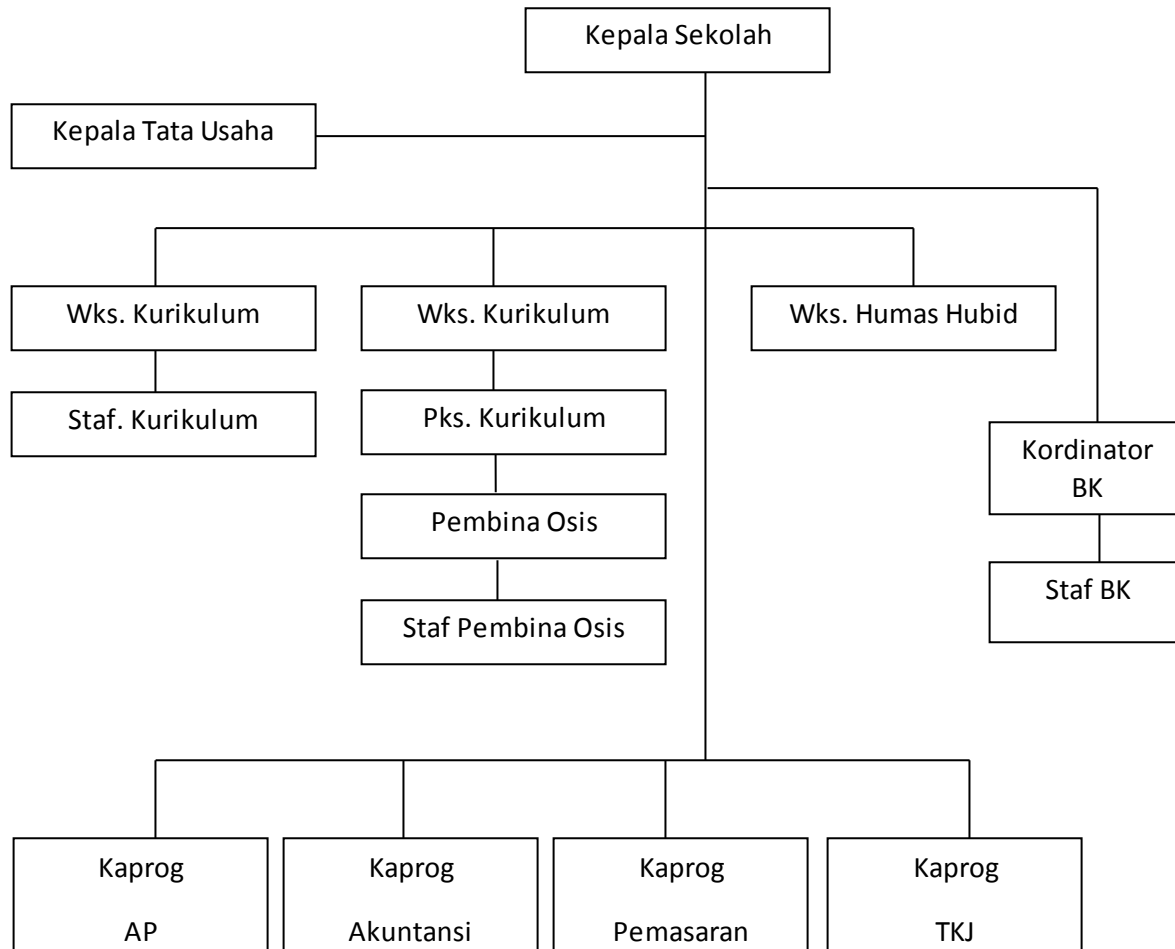 Kepala Sekolah
Kepala Tata Usaha
Wks. Kurikulum
Wks. Kurikulum
Wks. Humas Hubid
Staf. Kurikulum
Pks. Kurikulum
Kordinator
BK
Pembina Osis
Staf BK
Staf Pembina Osis
Kaprog
AP
Kaprog
Akuntansi
Kaprog
Pemasaran
Kaprog
TKJ